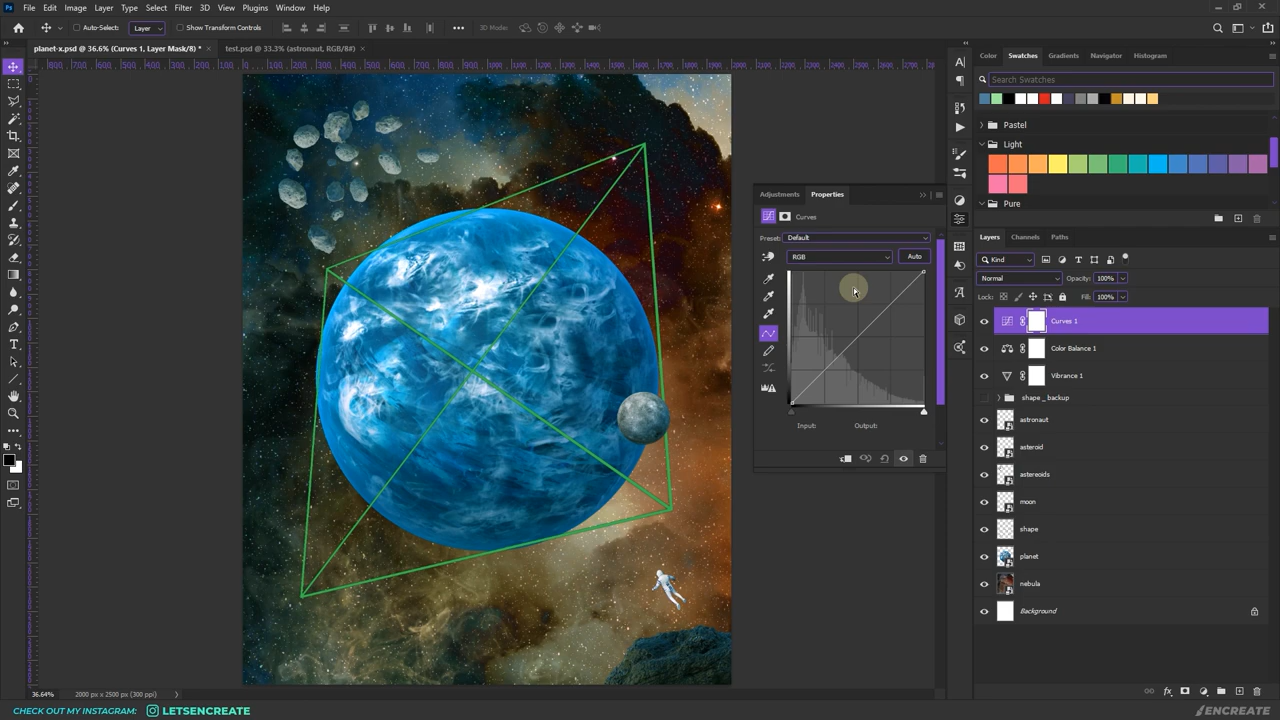 Ps File Edit Image Layer Type Select Filter 3D View Plugins Window Help
Auto-Select: Layer Show Transform Controls 3D Mode:
planet-x.psd @ 36.6% (Curves 1, Layer Mask/8) * × test.psd @ 33.3% (astronaut, RGB/8#) ×
Color Swatches Gradients Navigator Histogram
Search Swatches
Pastel
Light
Pure
Adjustments Properties
Curves
Preset: Default
RGB Auto
Input: Output:
Layers Channels Paths
Kind
Normal Opacity: 100%
Lock: Fill: 100%
Curves 1
Color Balance 1
Vibrance 1
shape _ backup
astronaut
asteroid
astereoids
moon
shape
planet
nebula
Background
36.64% 2000 px x 2500 px (300 ppi)
CHECK OUT MY INSTAGRAM: LETSENCREATE
ENCREATE